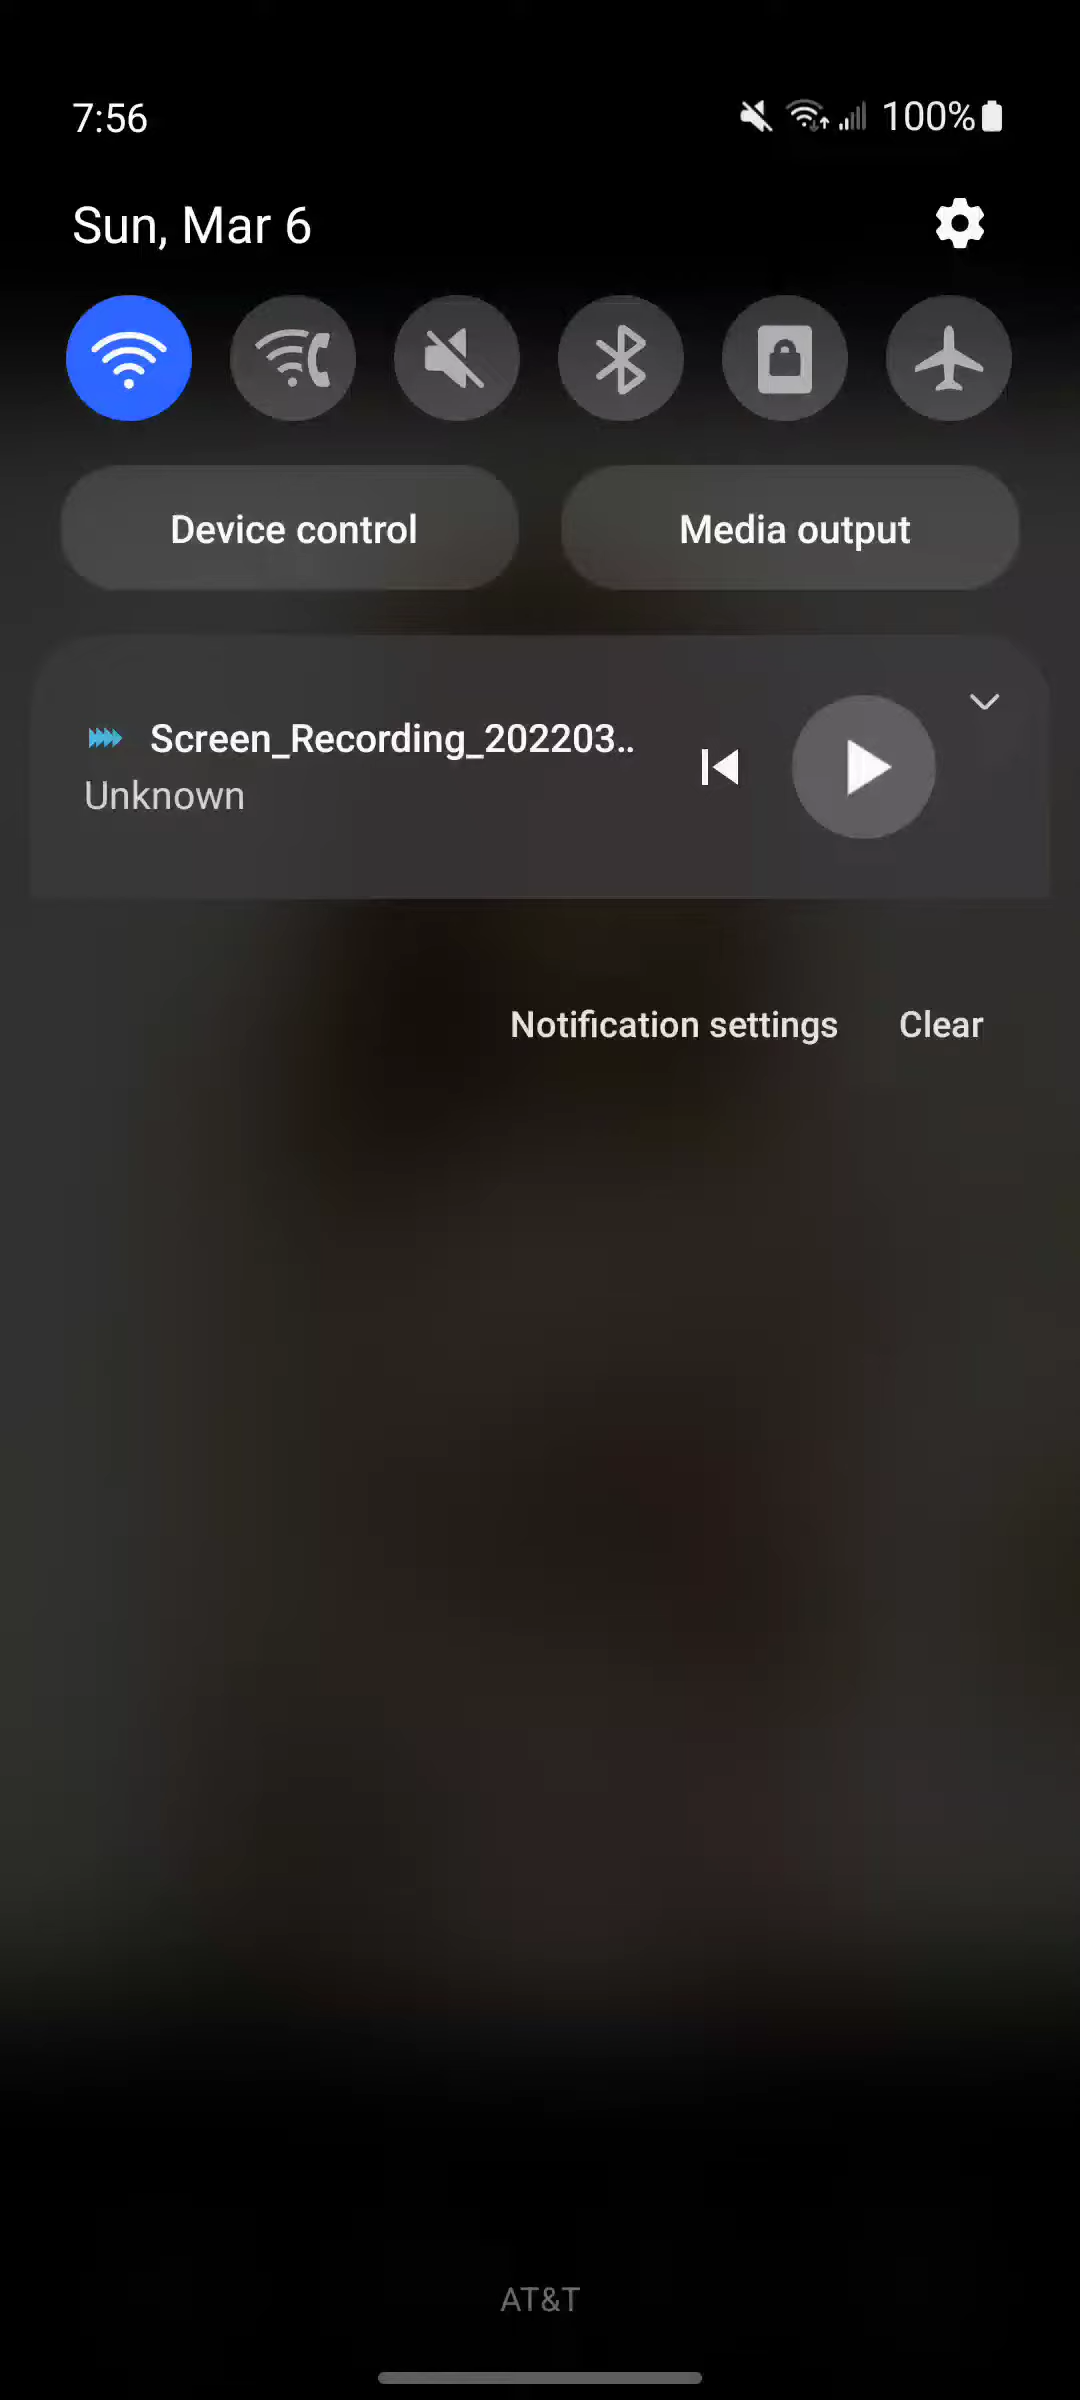 7:56
100%
Sun, Mar 6
Device control
Media output
Screen_Recording_202203..
Unknown
Notification settings
Clear
AT&T